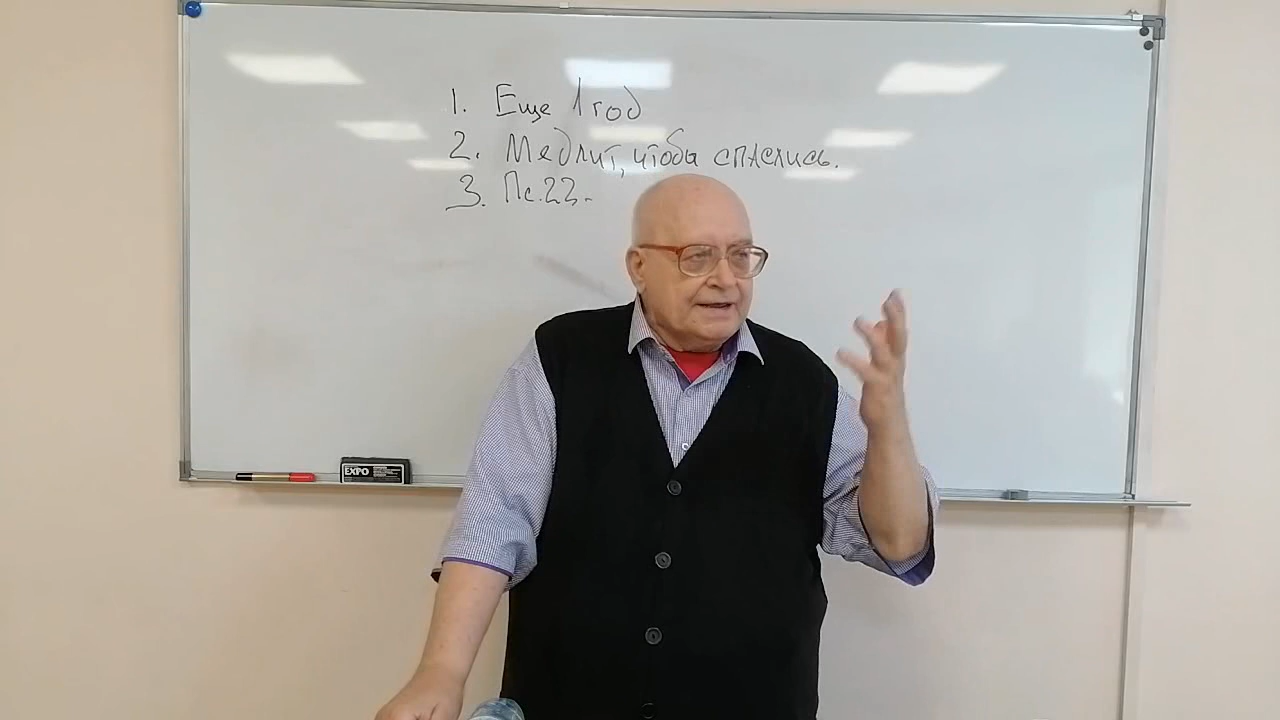 1. Еще 1 год
2. Медлит, чтобы спаслись.
3. Пс.22.
EXPO